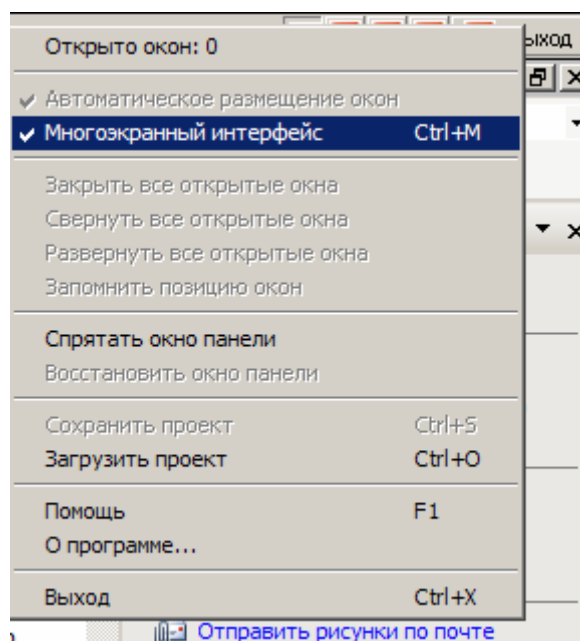 Открыто окон: 0
ыход
Автоматическое размещение окон
Многоэкранный интерфейс Ctrl+M
Закрыть все открытые окна
Свернуть все открытые окна
Развернуть все открытые окна
Запомнить позицию окон
Спрятать окно панели
Восстановить окно панели
Сохранить проект Ctrl+S
Загрузить проект Ctrl+O
Помощь F1
О программе...
Выход Ctrl+X
Отправить рисунки по почте